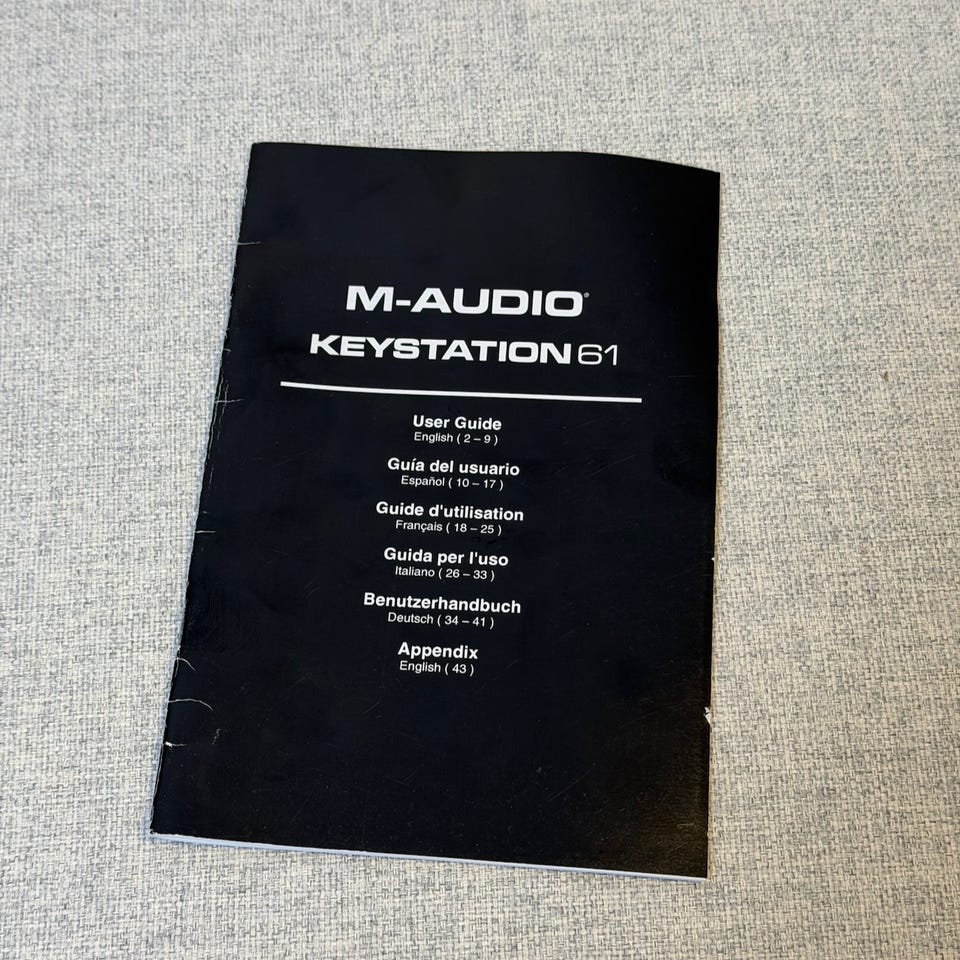 M-AUDIO®
KEYSTATION 61
User Guide
English ( 2 – 9 )
Guía del usuario
Español ( 10 – 17 )
Guide d'utilisation
Français ( 18 – 25 )
Guida per l'uso
Italiano ( 26 – 33 )
Benutzerhandbuch
Deutsch ( 34 – 41 )
Appendix
English ( 43 )